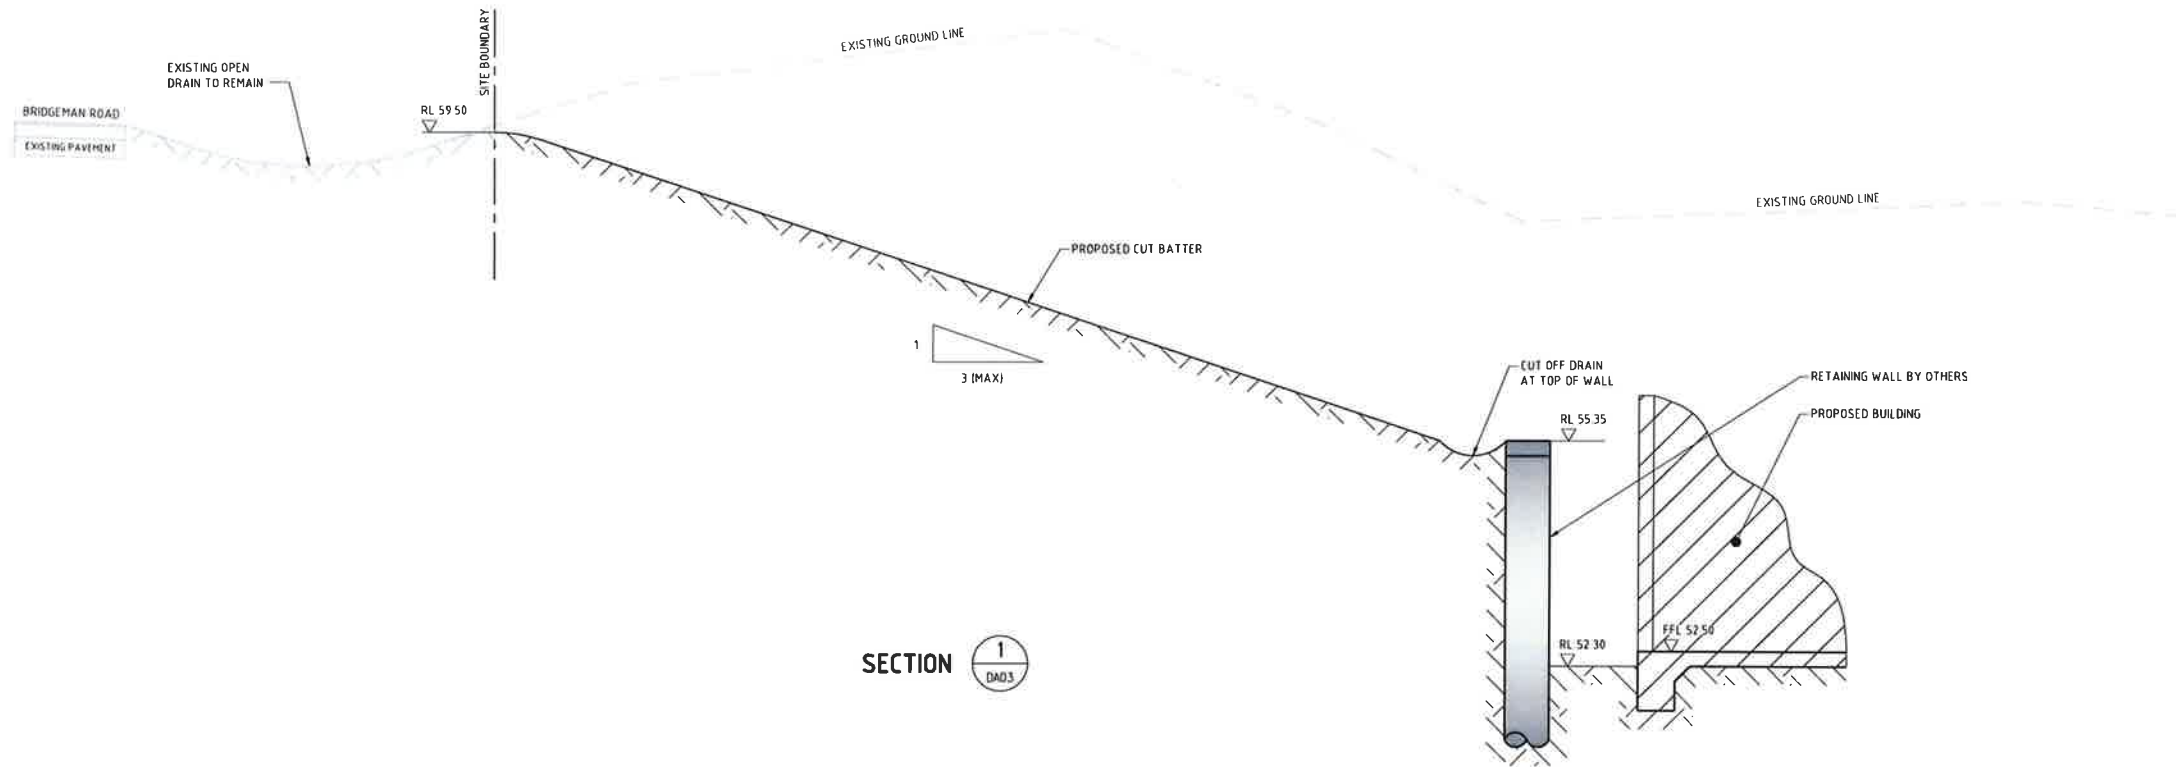 SITE BOUNDARY
EXISTING GROUND LINE
EXISTING OPEN
DRAIN TO REMAIN
BRIDGEMAN ROAD
EXISTING PAVEMENT
RL 59 50
EXISTING GROUND LINE
PROPOSED CUT BATTER
1
3 (MAX)
CUT OFF DRAIN
AT TOP OF WALL
RETAINING WALL BY OTHERS
RL 55.35
PROPOSED BUILDING
FFL 52.50
RL 52.30
SECTION
1
DA03